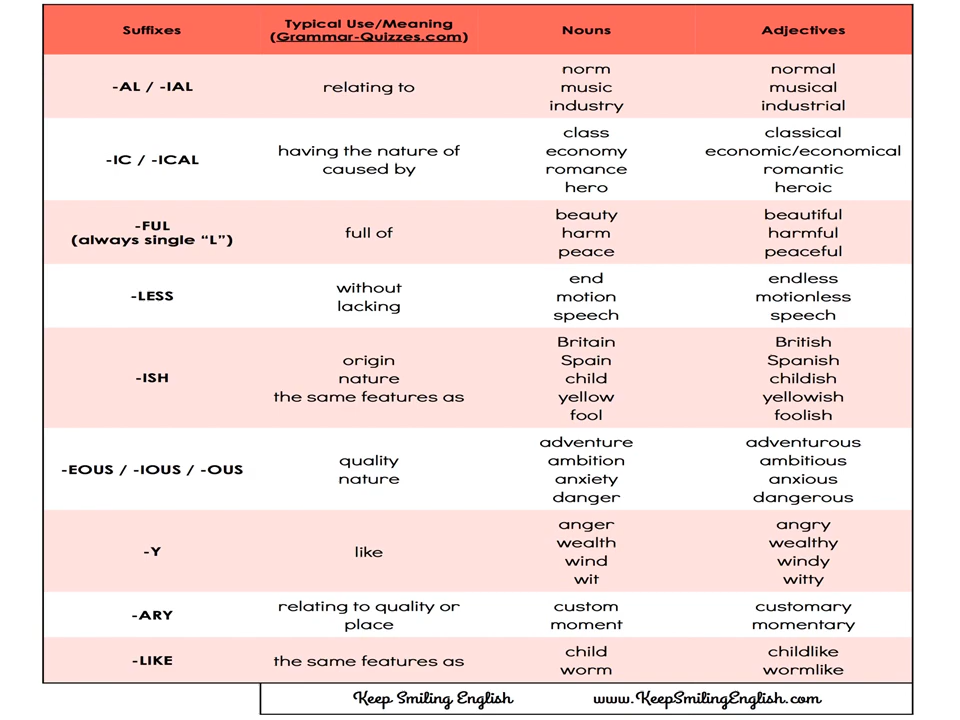 Suffixes
Typical Use/Meaning
(Grammar-Quizzes.com)
Nouns
Adjectives
-AL / -IAL
relating to
norm
music
industry
normal
musical
industrial
-IC / -ICAL
having the nature of
caused by
class
economy
romance
hero
classical
economic/economical
romantic
heroic
-FUL
(always single “L”)
full of
beauty
harm
peace
beautiful
harmful
peaceful
-LESS
without
lacking
end
motion
speech
endless
motionless
speech
-ISH
origin
nature
the same features as
Britain
Spain
child
yellow
fool
British
Spanish
childish
yellowish
foolish
-EOUS / -IOUS / -OUS
quality
nature
adventure
ambition
anxiety
danger
adventurous
ambitious
anxious
dangerous
-Y
like
anger
wealth
wind
wit
angry
wealthy
windy
witty
-ARY
relating to quality or
place
custom
moment
customary
momentary
-LIKE
the same features as
child
worm
childlike
wormlike
Keep Smiling English www.KeepSmilingEnglish.com